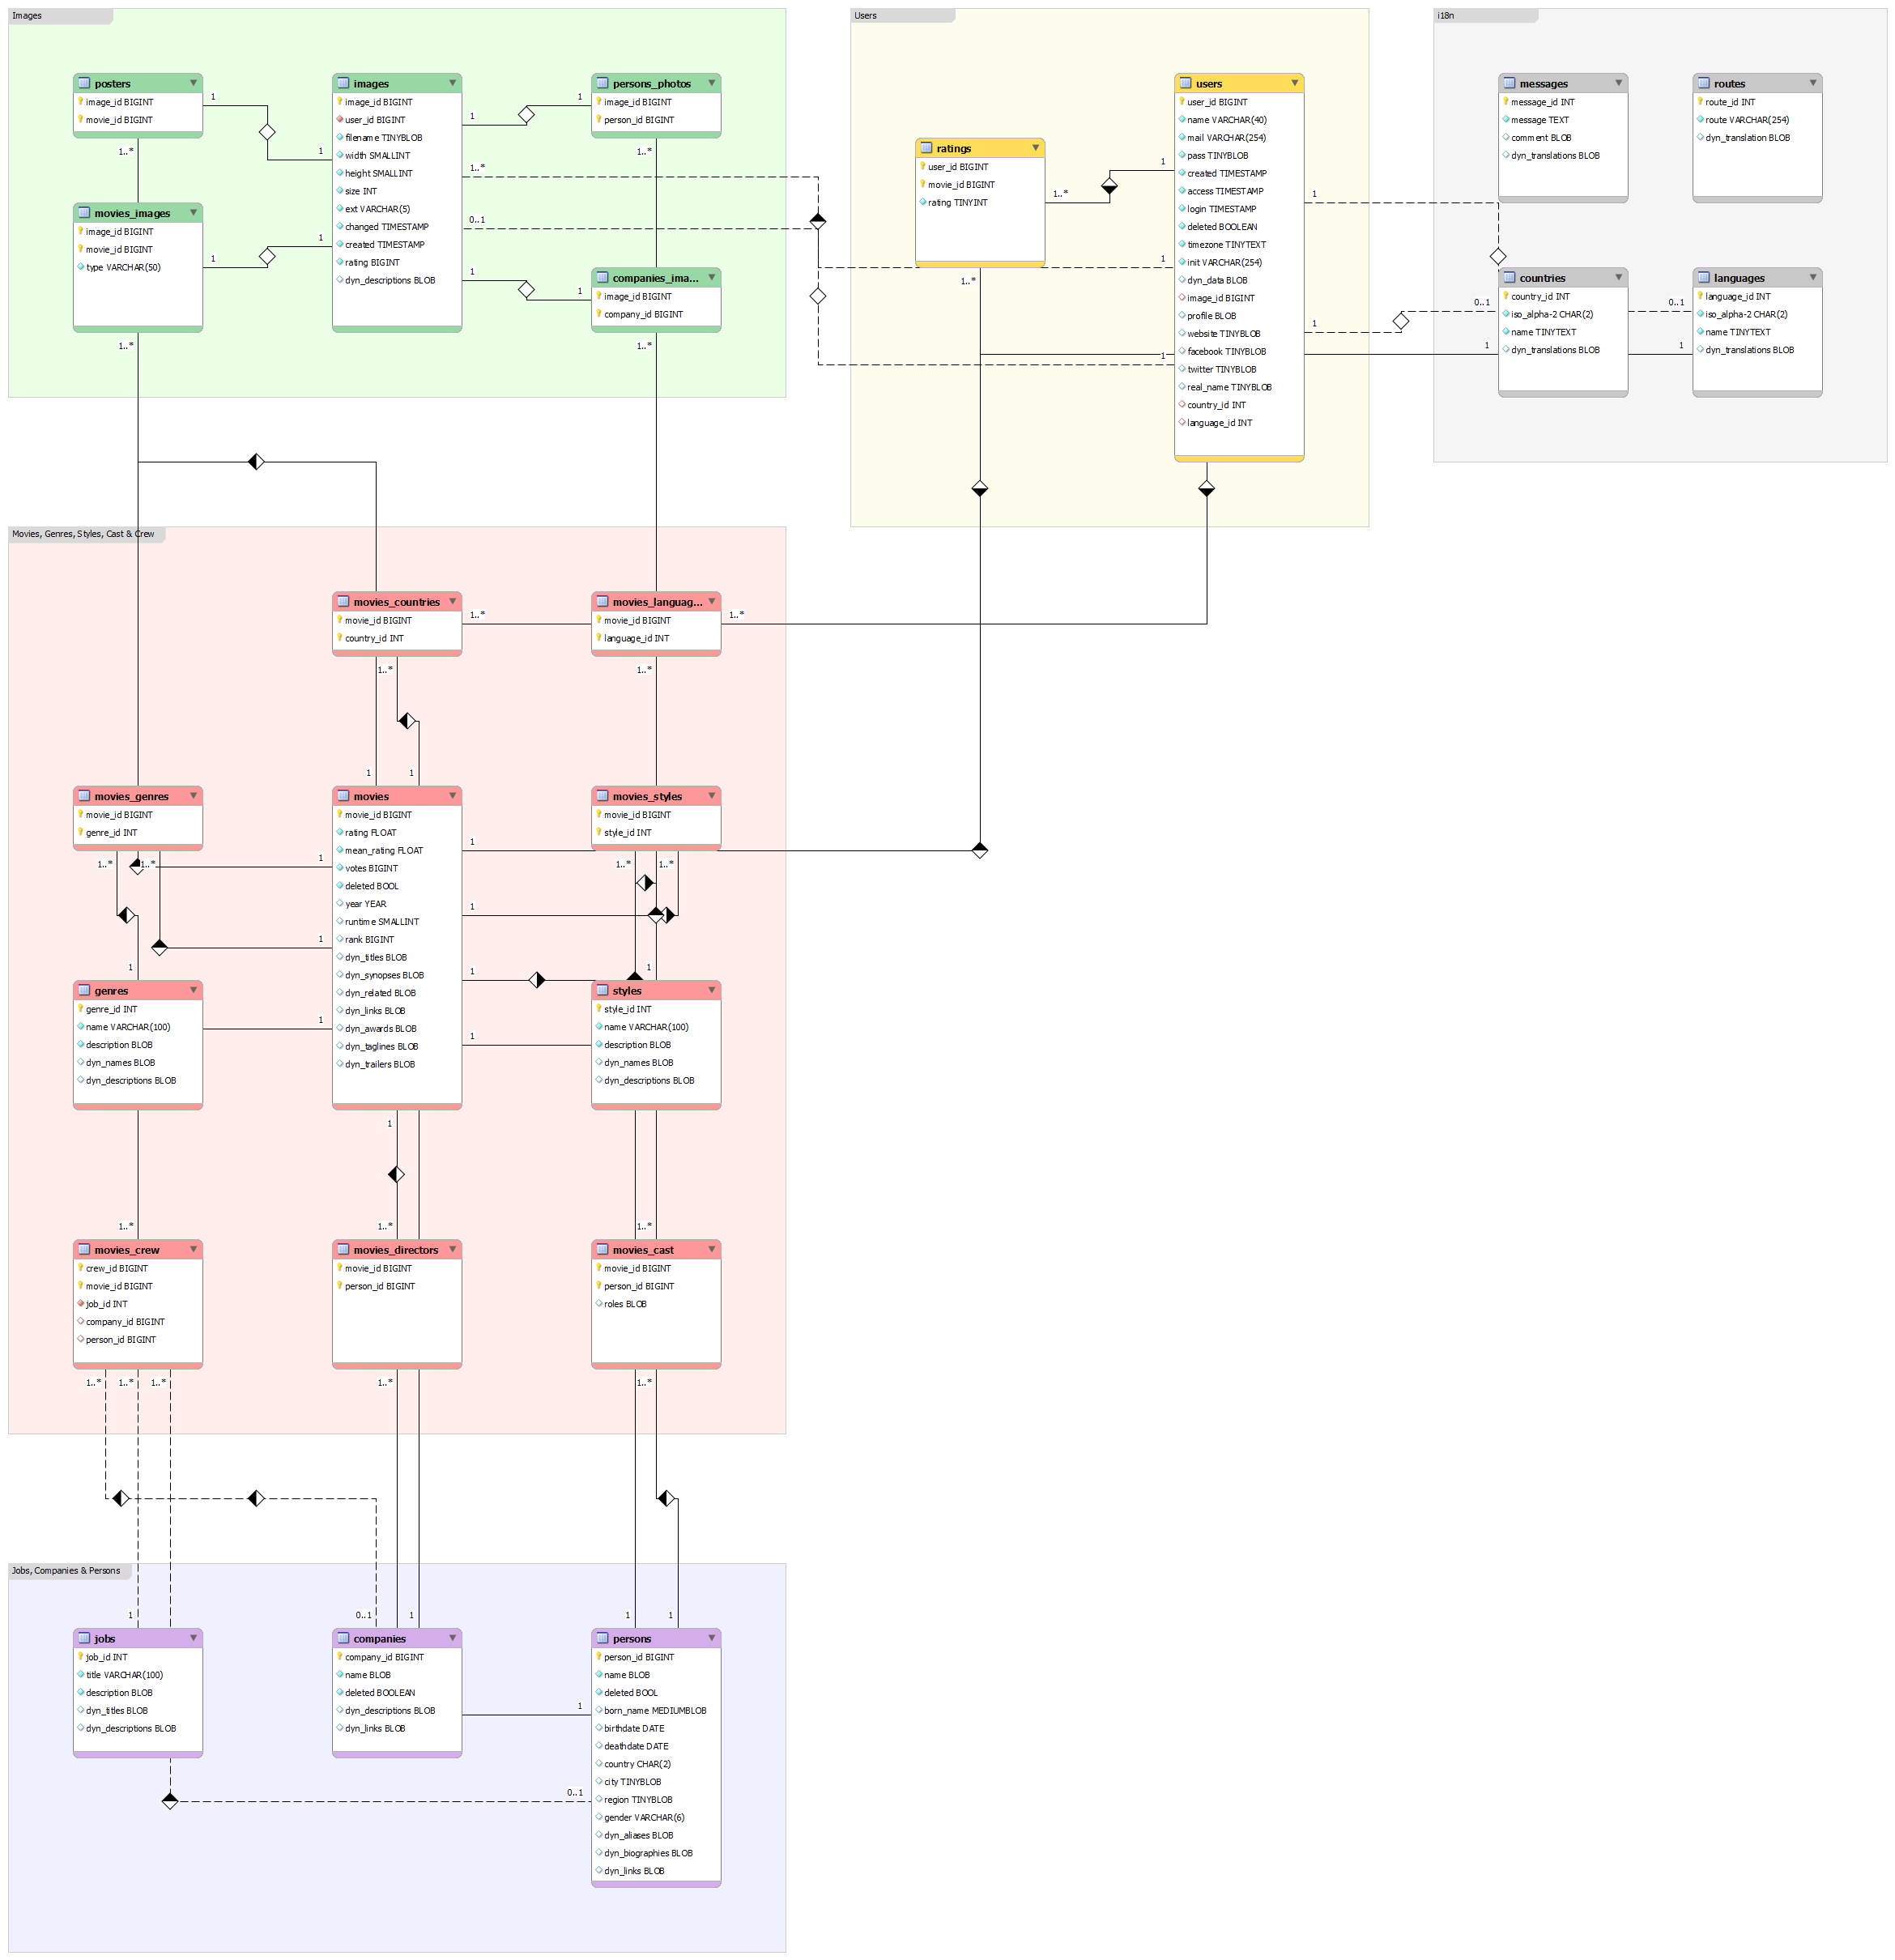 Images
posters
image_id BIGINT
movie_id BIGINT
images
image_id BIGINT
user_id BIGINT
filename TINYBLOB
width SMALLINT
height SMALLINT
size INT
ext VARCHAR(5)
changed TIMESTAMP
created TIMESTAMP
rating BIGINT
dyn_descriptions BLOB
persons_photos
image_id BIGINT
person_id BIGINT
movies_images
image_id BIGINT
movie_id BIGINT
type VARCHAR(50)
companies_ima...
image_id BIGINT
company_id BIGINT
1
1
1
1
1..*
1..*
1..*
0..1
1
1
1
1
1..*
1..*
Users
ratings
user_id BIGINT
movie_id BIGINT
rating TINYINT
users
user_id BIGINT
name VARCHAR(40)
mail VARCHAR(254)
pass TINYBLOB
created TIMESTAMP
access TIMESTAMP
login TIMESTAMP
deleted BOOLEAN
timezone TINYTEXT
init VARCHAR(254)
dyn_data BLOB
image_id BIGINT
profile BLOB
website TINYBLOB
facebook TINYBLOB
twitter TINYBLOB
real_name TINYBLOB
country_id INT
language_id INT
1
1..*
1
1..*
1
1
1
i18n
messages
message_id INT
message TEXT
comment BLOB
dyn_translations BLOB
routes
route_id INT
route VARCHAR(254)
dyn_translation BLOB
countries
country_id INT
iso_alpha-2 CHAR(2)
name TINYTEXT
dyn_translations BLOB
languages
language_id INT
iso_alpha-2 CHAR(2)
name TINYTEXT
dyn_translations BLOB
0..1
0..1
1
1
Movies, Genres, Styles, Cast & Crew
movies_countries
movie_id BIGINT
country_id INT
movies_languag...
movie_id BIGINT
language_id INT
1..*
1..*
1..*
1..*
1
1
movies_genres
movie_id BIGINT
genre_id INT
movies
movie_id BIGINT
rating FLOAT
mean_rating FLOAT
votes BIGINT
deleted BOOL
year YEAR
runtime SMALLINT
rank BIGINT
dyn_titles BLOB
dyn_synopses BLOB
dyn_related BLOB
dyn_links BLOB
dyn_awards BLOB
dyn_taglines BLOB
dyn_trailers BLOB
movies_styles
movie_id BIGINT
style_id INT
1..*
1..*
1
1
1..*
1..*
1
1
1
1
1
genres
genre_id INT
name VARCHAR(100)
description BLOB
dyn_names BLOB
dyn_descriptions BLOB
styles
style_id INT
name VARCHAR(100)
description BLOB
dyn_names BLOB
dyn_descriptions BLOB
1
1
1
1..*
1..*
1..*
movies_crew
crew_id BIGINT
movie_id BIGINT
job_id INT
company_id BIGINT
person_id BIGINT
movies_directors
movie_id BIGINT
person_id BIGINT
movies_cast
movie_id BIGINT
person_id BIGINT
roles BLOB
1..*
1..*
1..*
1..*
1..*
Jobs, Companies & Persons
1
0..1
1
1
1
jobs
job_id INT
title VARCHAR(100)
description BLOB
dyn_titles BLOB
dyn_descriptions BLOB
companies
company_id BIGINT
name BLOB
deleted BOOLEAN
dyn_descriptions BLOB
dyn_links BLOB
persons
person_id BIGINT
name BLOB
deleted BOOL
born_name MEDIUMBLOB
birthdate DATE
deathdate DATE
country CHAR(2)
city TINYBLOB
region TINYBLOB
gender VARCHAR(6)
dyn_aliases BLOB
dyn_biographies BLOB
dyn_links BLOB
1
0..1